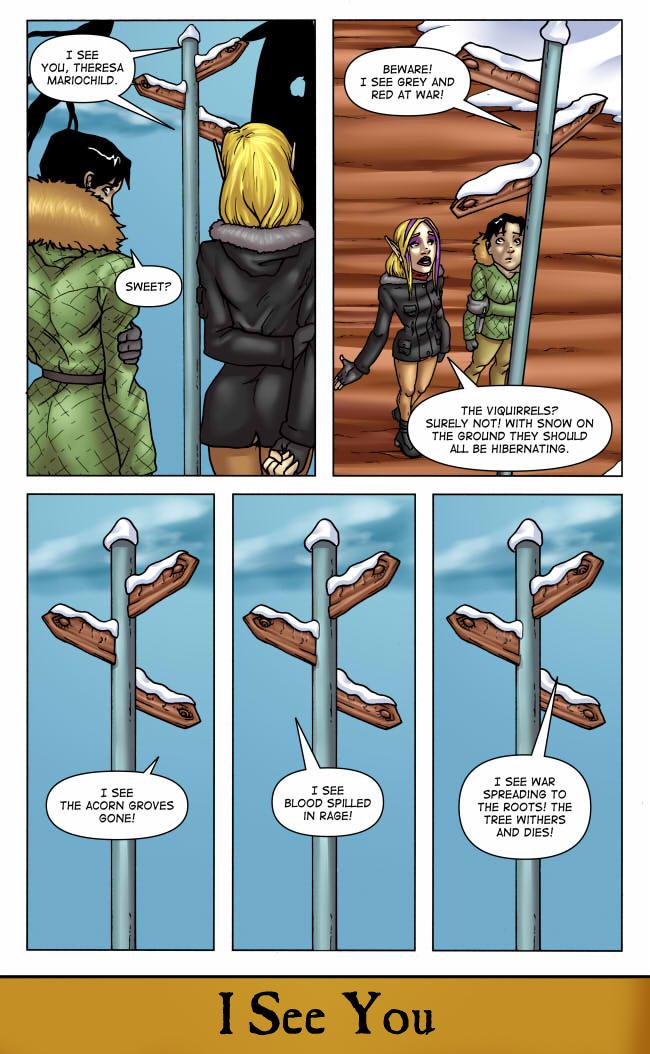 I SEE
YOU, THERESA
MARIOCHILD.
SWEET?
BEWARE!
I SEE GREY AND
RED AT WAR!
THE VIQUIRRELS?
SURELY NOT! WITH SNOW ON
THE GROUND THEY SHOULD
ALL BE HIBERNATING.
I SEE
THE ACORN GROVES
GONE!
I SEE
BLOOD SPILLED
IN RAGE!
I SEE WAR
SPREADING TO
THE ROOTS! THE
TREE WITHERS
AND DIES!
I See You